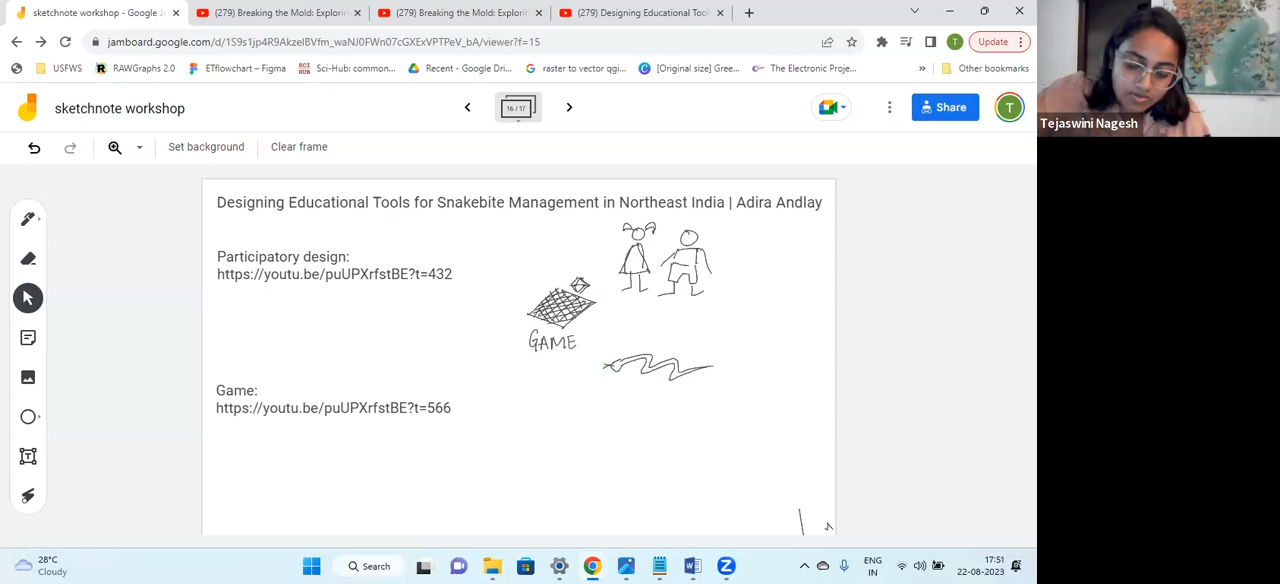 sketchnote workshop - Google Ja
(279) Breaking the Mold: Explorin
(279) Breaking the Mold: Explorin
(279) Designing Educational Tool
jamboard.google.com/d/1S9s1jp4R9AkzelBVfm_waNJ0FWn07cGXExVPTPeV_bA/viewer?f=15
T
Update
USFWS
RAWGraphs 2.0
ETflowchart – Figma
SCI HUB
Sci-Hub: common...
Recent - Google Dri...
raster to vector qgi...
[Original size] Gree...
The Electronic Proje...
»
Other bookmarks
Tejaswini Nagesh
sketchnote workshop
16 / 17
Share
T
Set background
Clear frame
Designing Educational Tools for Snakebite Management in Northeast India | Adira Andlay
Participatory design:
https://youtu.be/puUPXrfstBE?t=432
GAME
Game:
https://youtu.be/puUPXrfstBE?t=566
28°C
Cloudy
Search
ENG
IN
17:51
22-08-2023